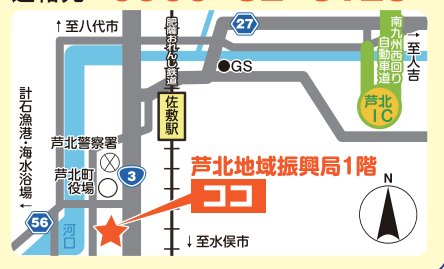 ↑至八代市
肥薩おれんじ鉄道
27
南九州西回り
自動車道
→至人吉
●GS
芦北
IC
佐敷駅
計石漁港・海水浴場→
芦北警察署
芦北町
役場
3
芦北地域振興局1階
ココ
N
56
河口
↓至水俣市